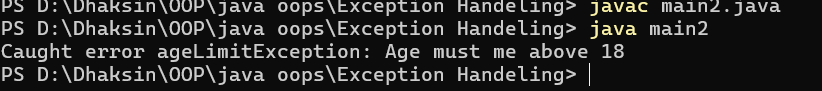 PS D:\Dhaksin\OOP\java oops\Exception Handeling> javac main2.java
PS D:\Dhaksin\OOP\java oops\Exception Handeling> java main2
Caught error ageLimitException: Age must me above 18
PS D:\Dhaksin\OOP\java oops\Exception Handeling>